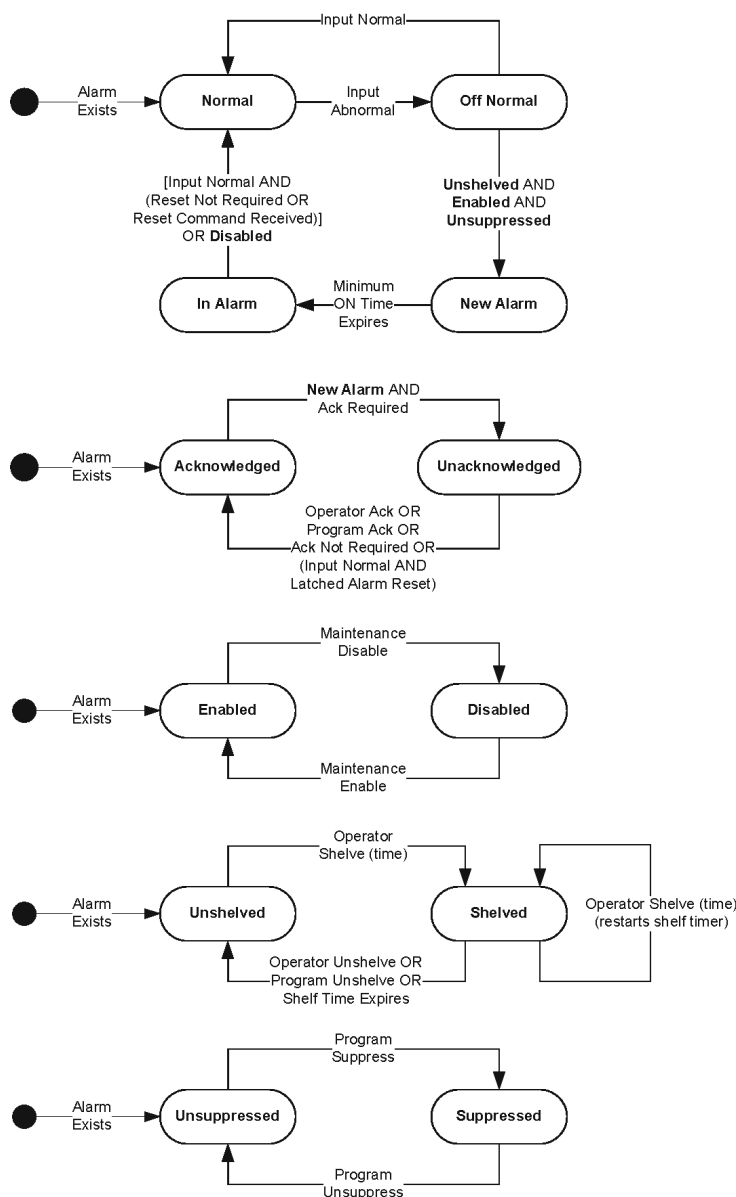 Input Normal
Alarm
Exists
Normal
Input
Abnormal
Off Normal
[Input Normal AND
(Reset Not Required OR
Reset Command Received)]
OR Disabled
Unshelved AND
Enabled AND
Unsuppressed
In Alarm
Minimum
ON Time
Expires
New Alarm
New Alarm AND
Ack Required
Alarm
Exists
Acknowledged
Unacknowledged
Operator Ack OR
Program Ack OR
Ack Not Required OR
(Input Normal AND
Latched Alarm Reset)
Maintenance
Disable
Alarm
Exists
Enabled
Disabled
Maintenance
Enable
Operator
Shelve (time)
Alarm
Exists
Unshelved
Shelved
Operator Shelve (time)
(restarts shelf timer)
Operator Unshelve OR
Program Unshelve OR
Shelf Time Expires
Program
Suppress
Alarm
Exists
Unsuppressed
Suppressed
Program
Unsuppress